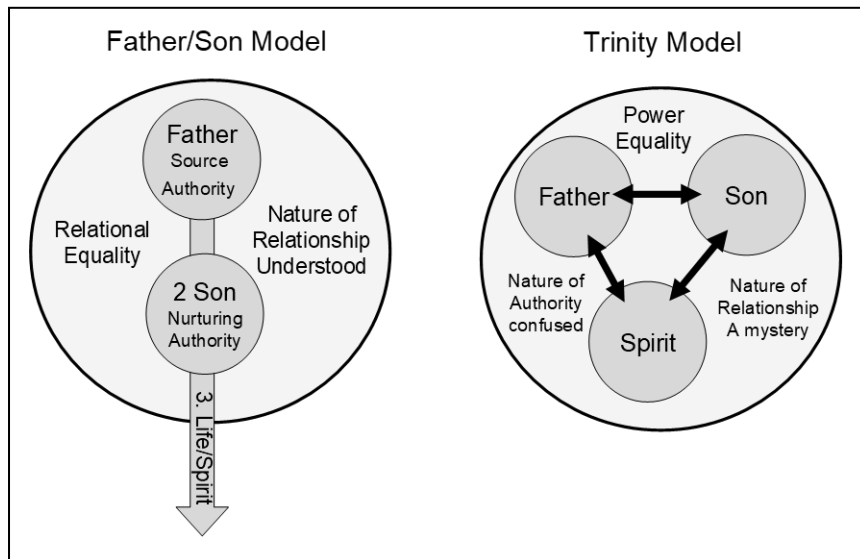 Father/Son Model
Father
Source
Authority
Relational
Equality
Nature of
Relationship
Understood
2 Son
Nurturing
Authority
3. Life/Spirit
Trinity Model
Power
Equality
Father
Son
Nature of
Authority
confused
Nature of
Relationship
A mystery
Spirit